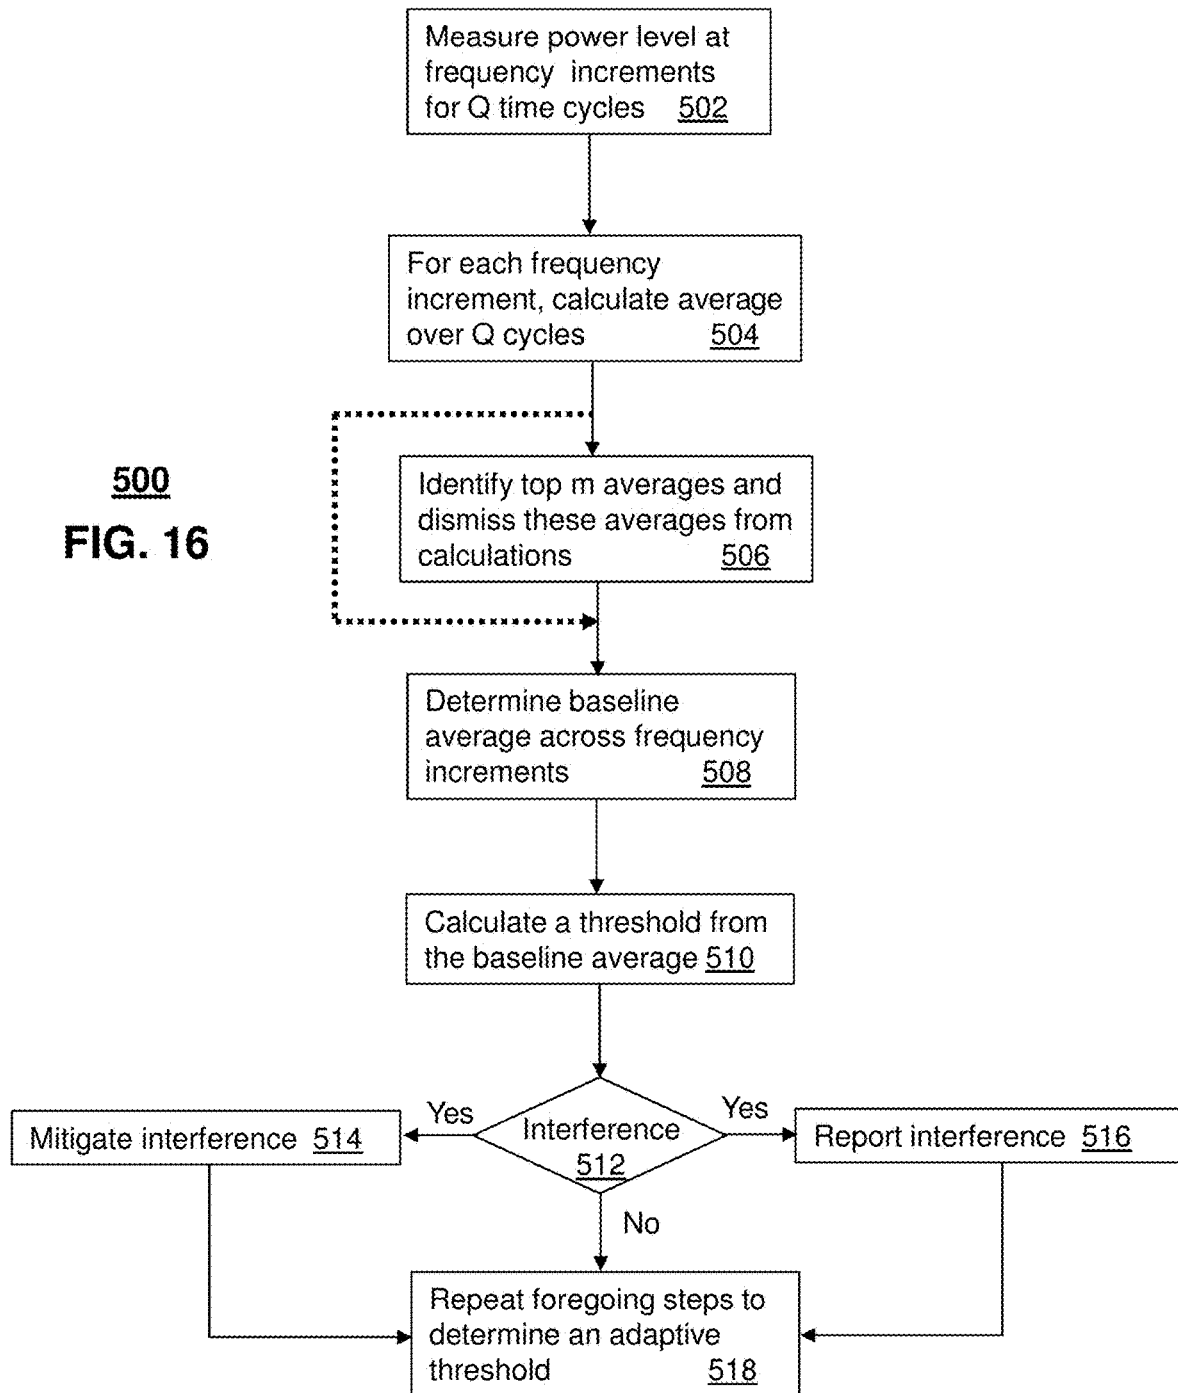 Measure power level at
frequency increments
for Q time cycles 502
For each frequency
increment, calculate average
over Q cycles 504
500
FIG. 16
Identify top m averages and
dismiss these averages from
calculations 506
Determine baseline
average across frequency
increments 508
Calculate a threshold from
the baseline average 510
Yes
Yes
Mitigate interference 514
Interference
512
Report interference 516
No
Repeat foregoing steps to
determine an adaptive
threshold 518